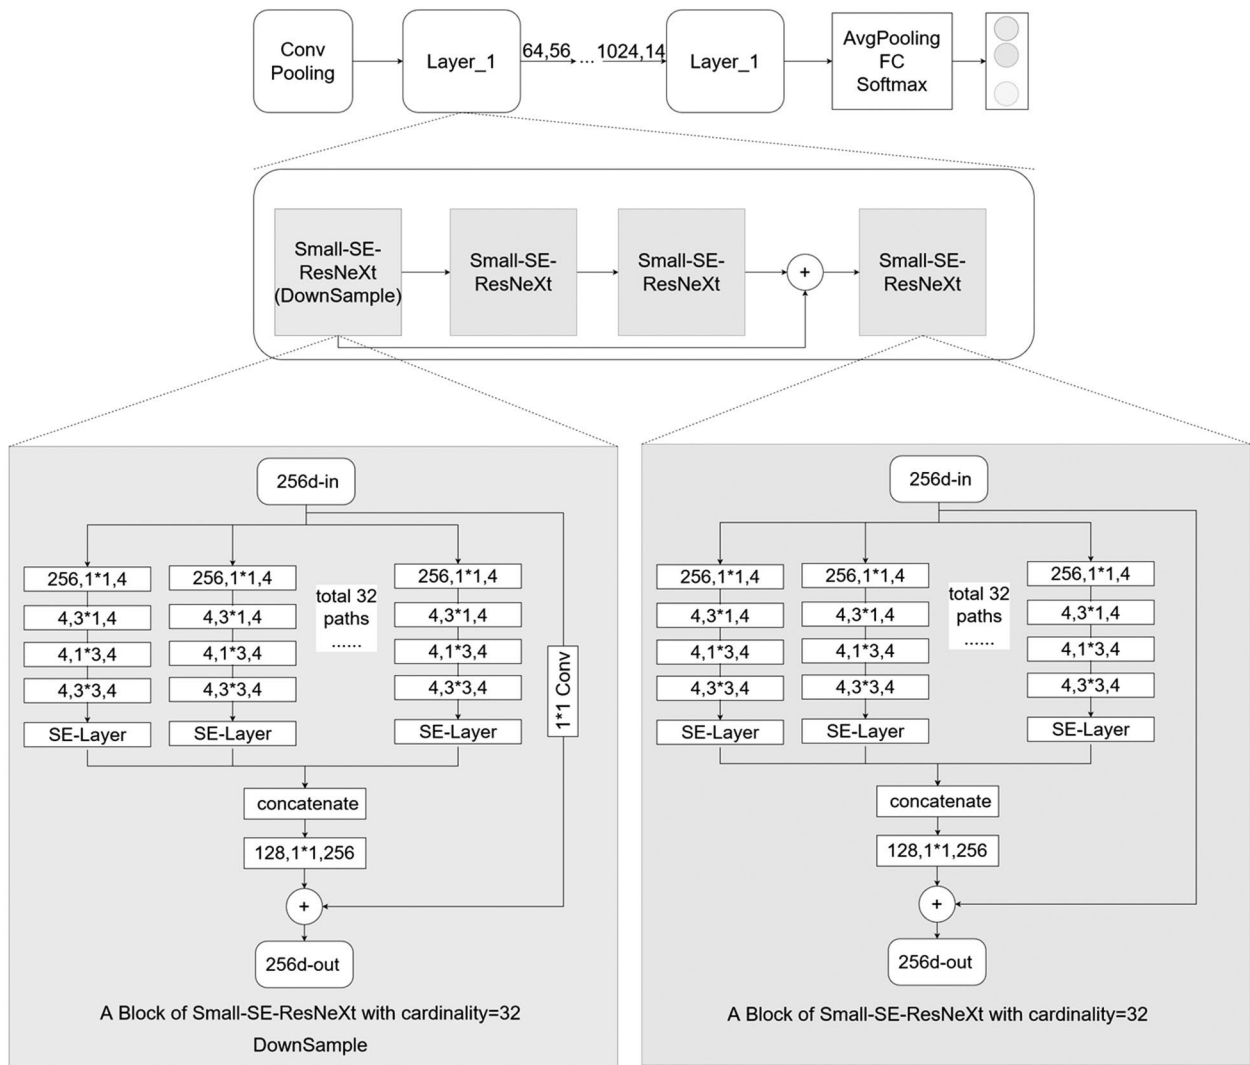 Conv
Pooling
Layer_1
64,56
...
1024,14
Layer_1
AvgPooling
FC
Softmax
Small-SE-
ResNeXt
(DownSample)
Small-SE-
ResNeXt
Small-SE-
ResNeXt
+
Small-SE-
ResNeXt
256d-in
256,1*1,4
256,1*1,4
256,1*1,4
4,3*1,4
4,3*1,4
4,3*1,4
4,1*3,4
4,1*3,4
4,1*3,4
4,3*3,4
4,3*3,4
4,3*3,4
SE-Layer
SE-Layer
SE-Layer
total 32
paths
......
1*1 Conv
concatenate
128,1*1,256
+
256d-out
A Block of Small-SE-ResNeXt with cardinality=32
DownSample
256d-in
256,1*1,4
256,1*1,4
256,1*1,4
4,3*1,4
4,3*1,4
4,3*1,4
4,1*3,4
4,1*3,4
4,1*3,4
4,3*3,4
4,3*3,4
4,3*3,4
SE-Layer
SE-Layer
SE-Layer
total 32
paths
......
concatenate
128,1*1,256
+
256d-out
A Block of Small-SE-ResNeXt with cardinality=32